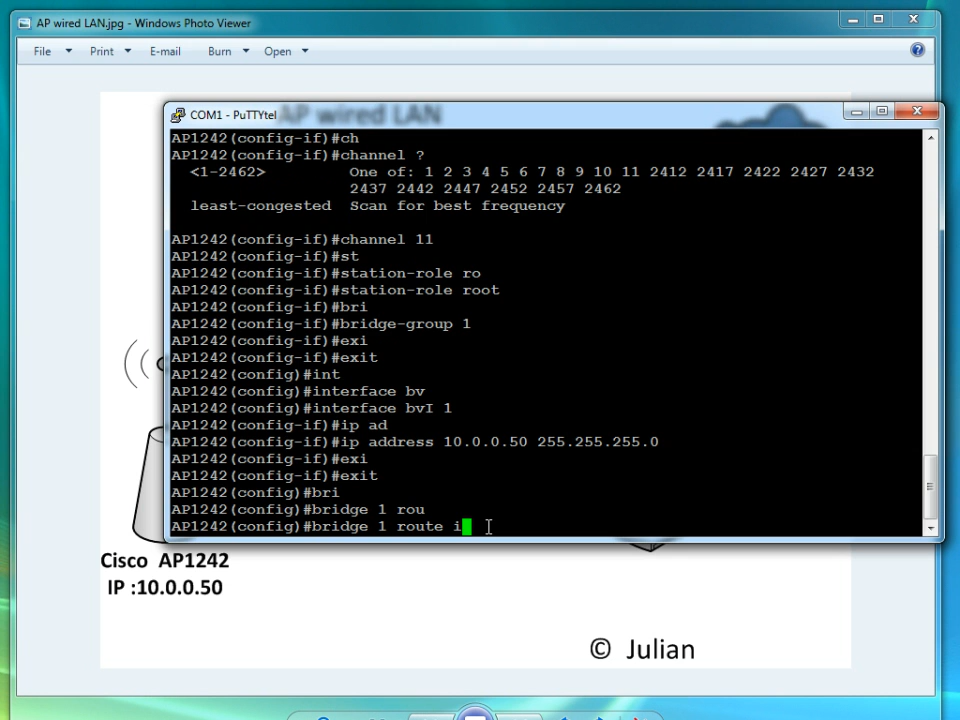 AP wired LAN.jpg - Windows Photo Viewer
File Print E-mail Burn Open
AP wired LAN
COM1 - PuTTYtel
AP1242(config-if)#ch
AP1242(config-if)#channel ?
<1-2462> One of: 1 2 3 4 5 6 7 8 9 10 11 2412 2417 2422 2427 2432
2437 2442 2447 2452 2457 2462
least-congested Scan for best frequency
AP1242(config-if)#channel 11
AP1242(config-if)#st
AP1242(config-if)#station-role ro
AP1242(config-if)#station-role root
AP1242(config-if)#bri
AP1242(config-if)#bridge-group 1
AP1242(config-if)#exi
AP1242(config-if)#exit
AP1242(config)#int
AP1242(config)#interface bv
AP1242(config)#interface bvI 1
AP1242(config-if)#ip ad
AP1242(config-if)#ip address 10.0.0.50 255.255.255.0
AP1242(config-if)#exi
AP1242(config-if)#exit
AP1242(config)#bri
AP1242(config)#bridge 1 rou
AP1242(config)#bridge 1 route i
Cisco AP1242
IP :10.0.0.50
© Julian